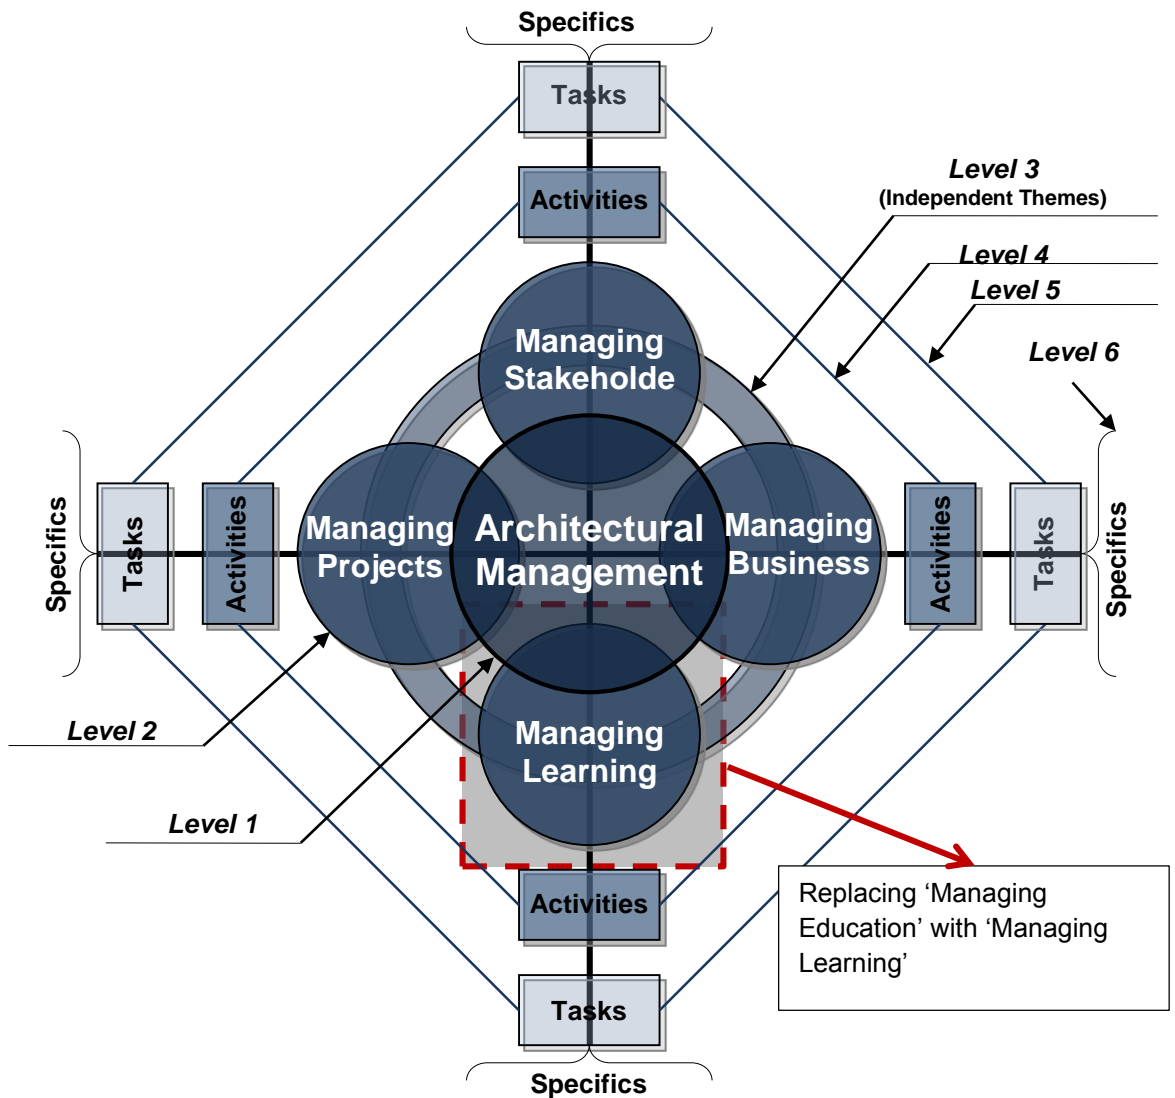 Specifics
Tasks
Activities
Level 3
(Independent Themes)
Level 4
Level 5
Level 6
Managing
Stakeholde
Specifics
Tasks
Activities
Managing
Projects
Architectural
Management
Managing
Business
Activities
Tasks
Specifics
Level 2
Managing
Learning
Level 1
Activities
Replacing ‘Managing
Education’ with ‘Managing
Learning’
Tasks
Specifics